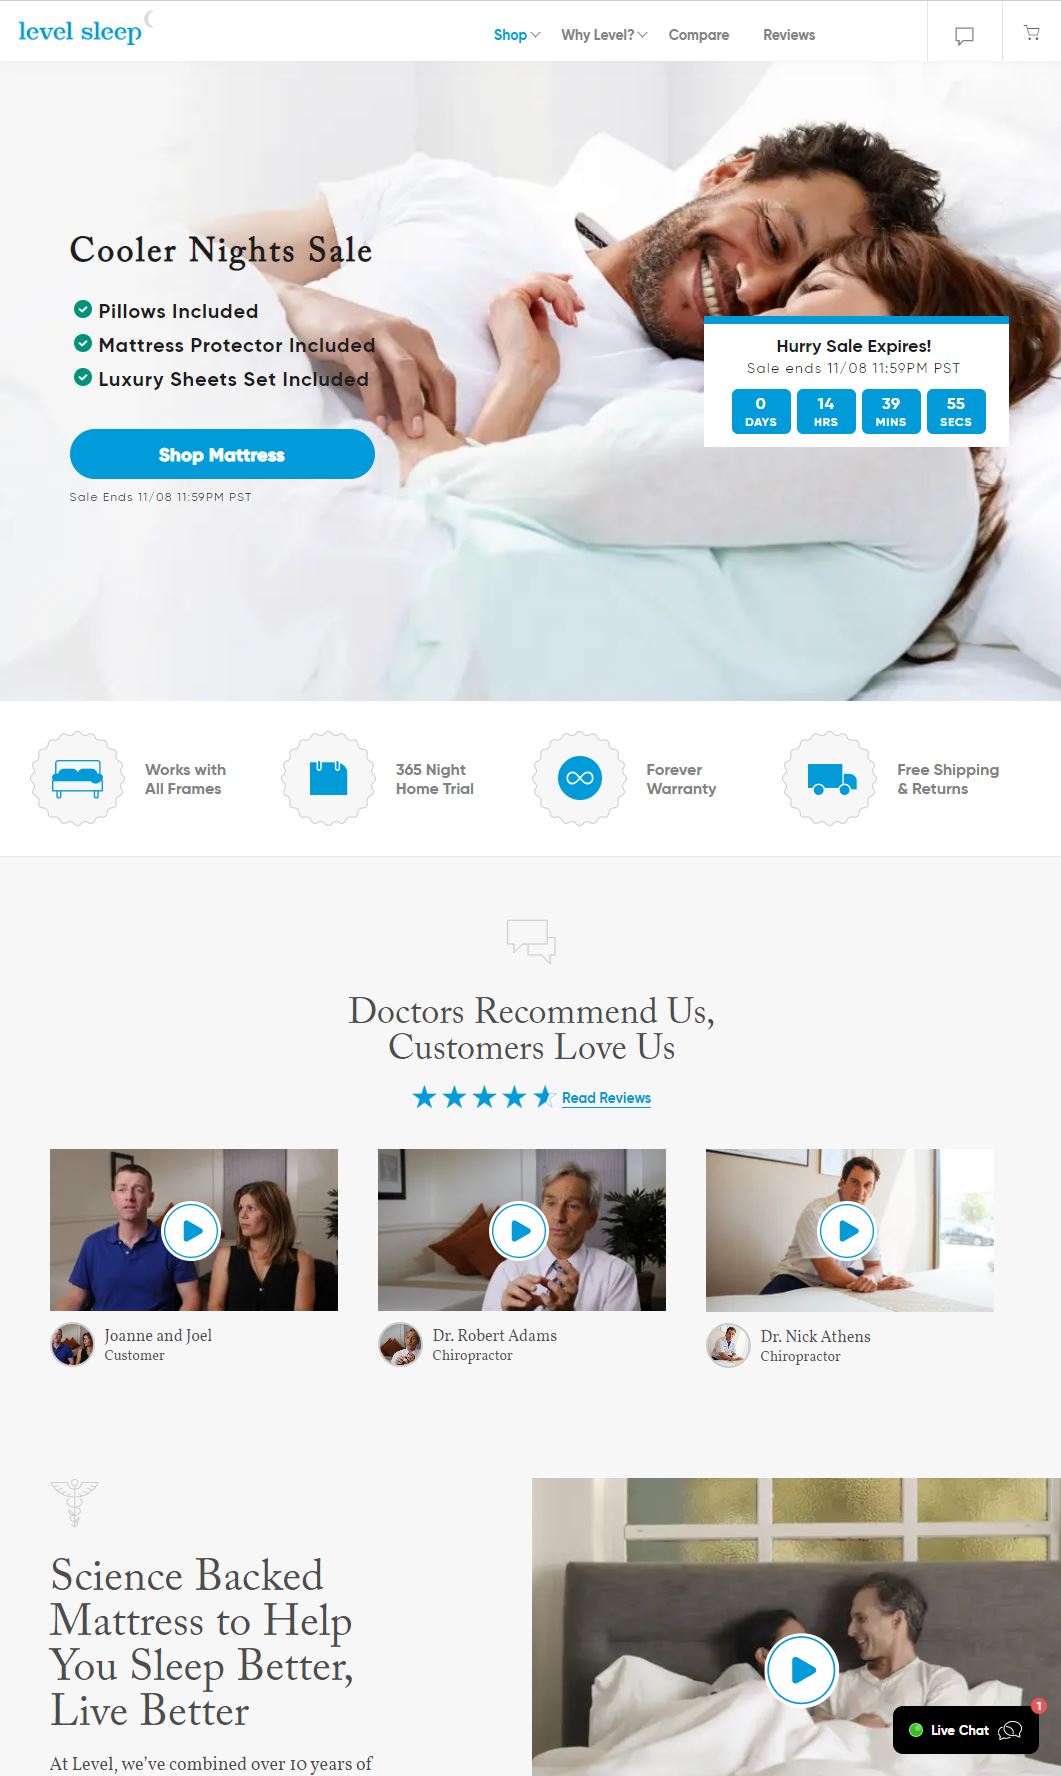 level sleep
Shop
Why Level?
Compare
Reviews
Cooler Nights Sale
Pillows Included
Mattress Protector Included
Luxury Sheets Set Included
Shop Mattress
Sale Ends 11/08 11:59PM PST
Hurry Sale Expires!
Sale ends 11/08 11:59PM PST
0 14 39 55
DAYS HRS MINS SECS
Works with
All Frames
365 Night
Home Trial
Forever
Warranty
Free Shipping
& Returns
Doctors Recommend Us,
Customers Love Us
Read Reviews
Joanne and Joel
Customer
Dr. Robert Adams
Chiropractor
Dr. Nick Athens
Chiropractor
Science Backed
Mattress to Help
You Sleep Better,
Live Better
At Level, we've combined over 10 years of
Live Chat
1